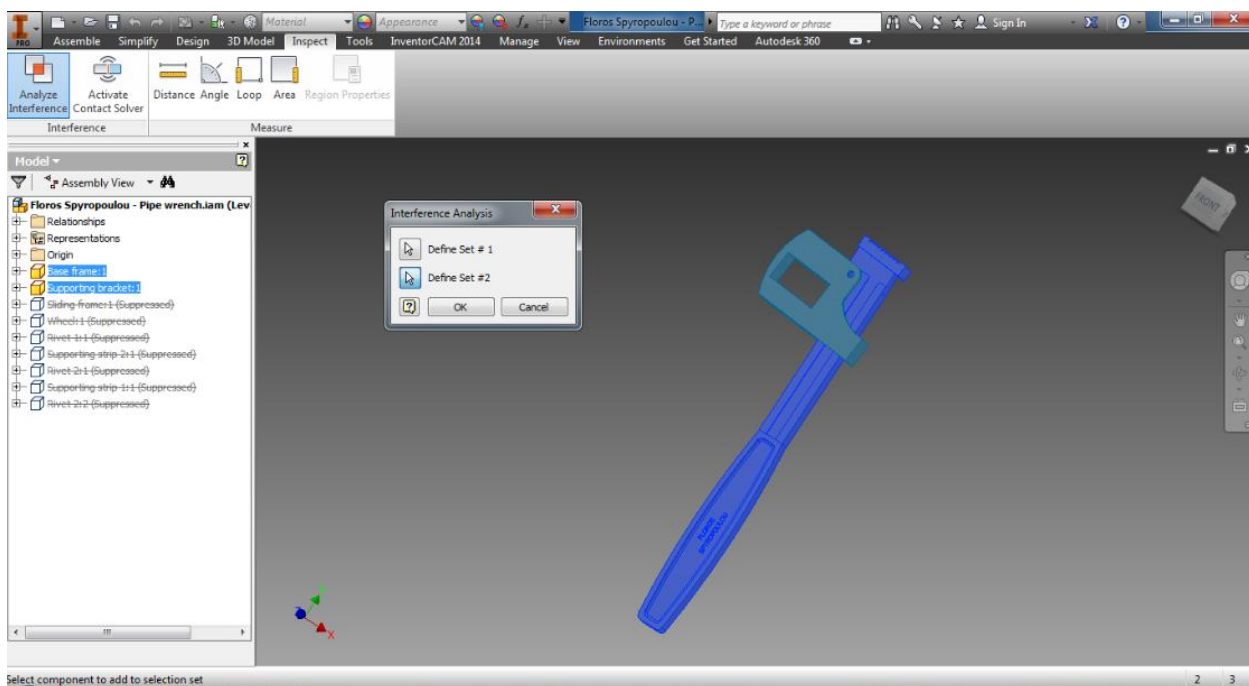 PRO
Material
Appearance
Floros Spyropoulou - P...
Type a keyword or phrase
Sign In
Assemble Simplify Design 3D Model Inspect Tools InventorCAM 2014 Manage View Environments Get Started Autodesk 360
Analyze Interference
Activate Contact Solver
Distance Angle Loop Area Region Properties
Interference
Measure
Model
Assembly View
Floros Spyropoulou - Pipe wrench.iam (Lev
Relationships
Representations
Origin
Base frame:1
Supporting bracket:1
Sliding frame:1 (Suppressed)
Wheel:1 (Suppressed)
Rivet 1:1 (Suppressed)
Supporting strip 2:1 (Suppressed)
Rivet 2:1 (Suppressed)
Supporting strip 1:1 (Suppressed)
Rivet 2:2 (Suppressed)
Interference Analysis
Define Set # 1
Define Set #2
OK Cancel
FRONT
FLOROS
SPYROPOULOU
X
Select component to add to selection set
2 3